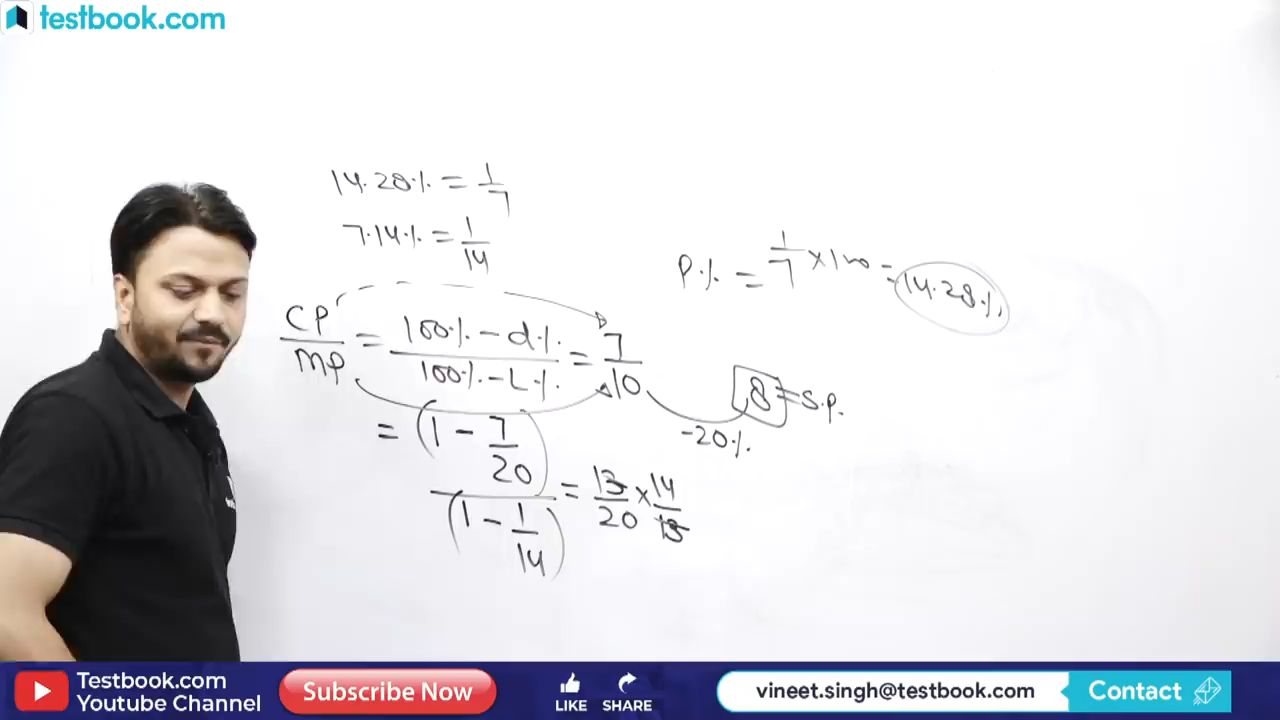 testbook.com
14.28% = 1/7
7.14% = 1/14
P.% = 1/7 × 100 = 14.28%
CP/MP = (100% - d%)/(100% - L%) = 7/10
8 = S.P.
-20%
= (1 - 7/20)/(1 - 1/14) = 13/20 × 14/13
Testbook.com
Youtube Channel
Subscribe Now
LIKE
SHARE
vineet.singh@testbook.com
Contact